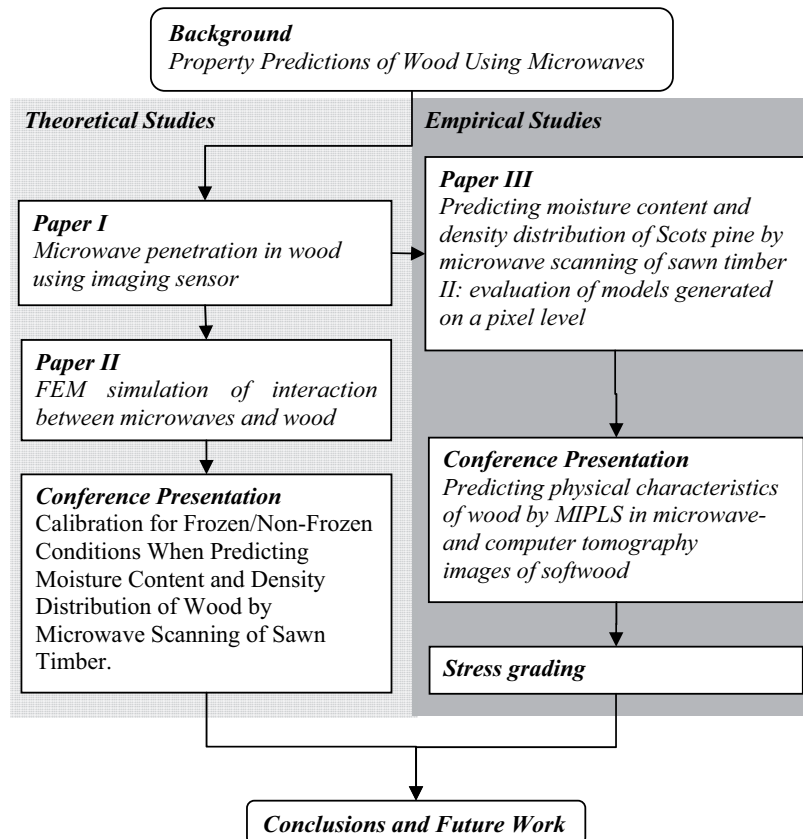 Background
Property Predictions of Wood Using Microwaves
Theoretical Studies
Paper I
Microwave penetration in wood
using imaging sensor
Paper II
FEM simulation of interaction
between microwaves and wood
Conference Presentation
Calibration for Frozen/Non-Frozen
Conditions When Predicting
Moisture Content and Density
Distribution of Wood by
Microwave Scanning of Sawn
Timber.
Empirical Studies
Paper III
Predicting moisture content and
density distribution of Scots pine by
microwave scanning of sawn timber
II: evaluation of models generated
on a pixel level
Conference Presentation
Predicting physical characteristics
of wood by MIPLS in microwave-
and computer tomography
images of softwood
Stress grading
Conclusions and Future Work